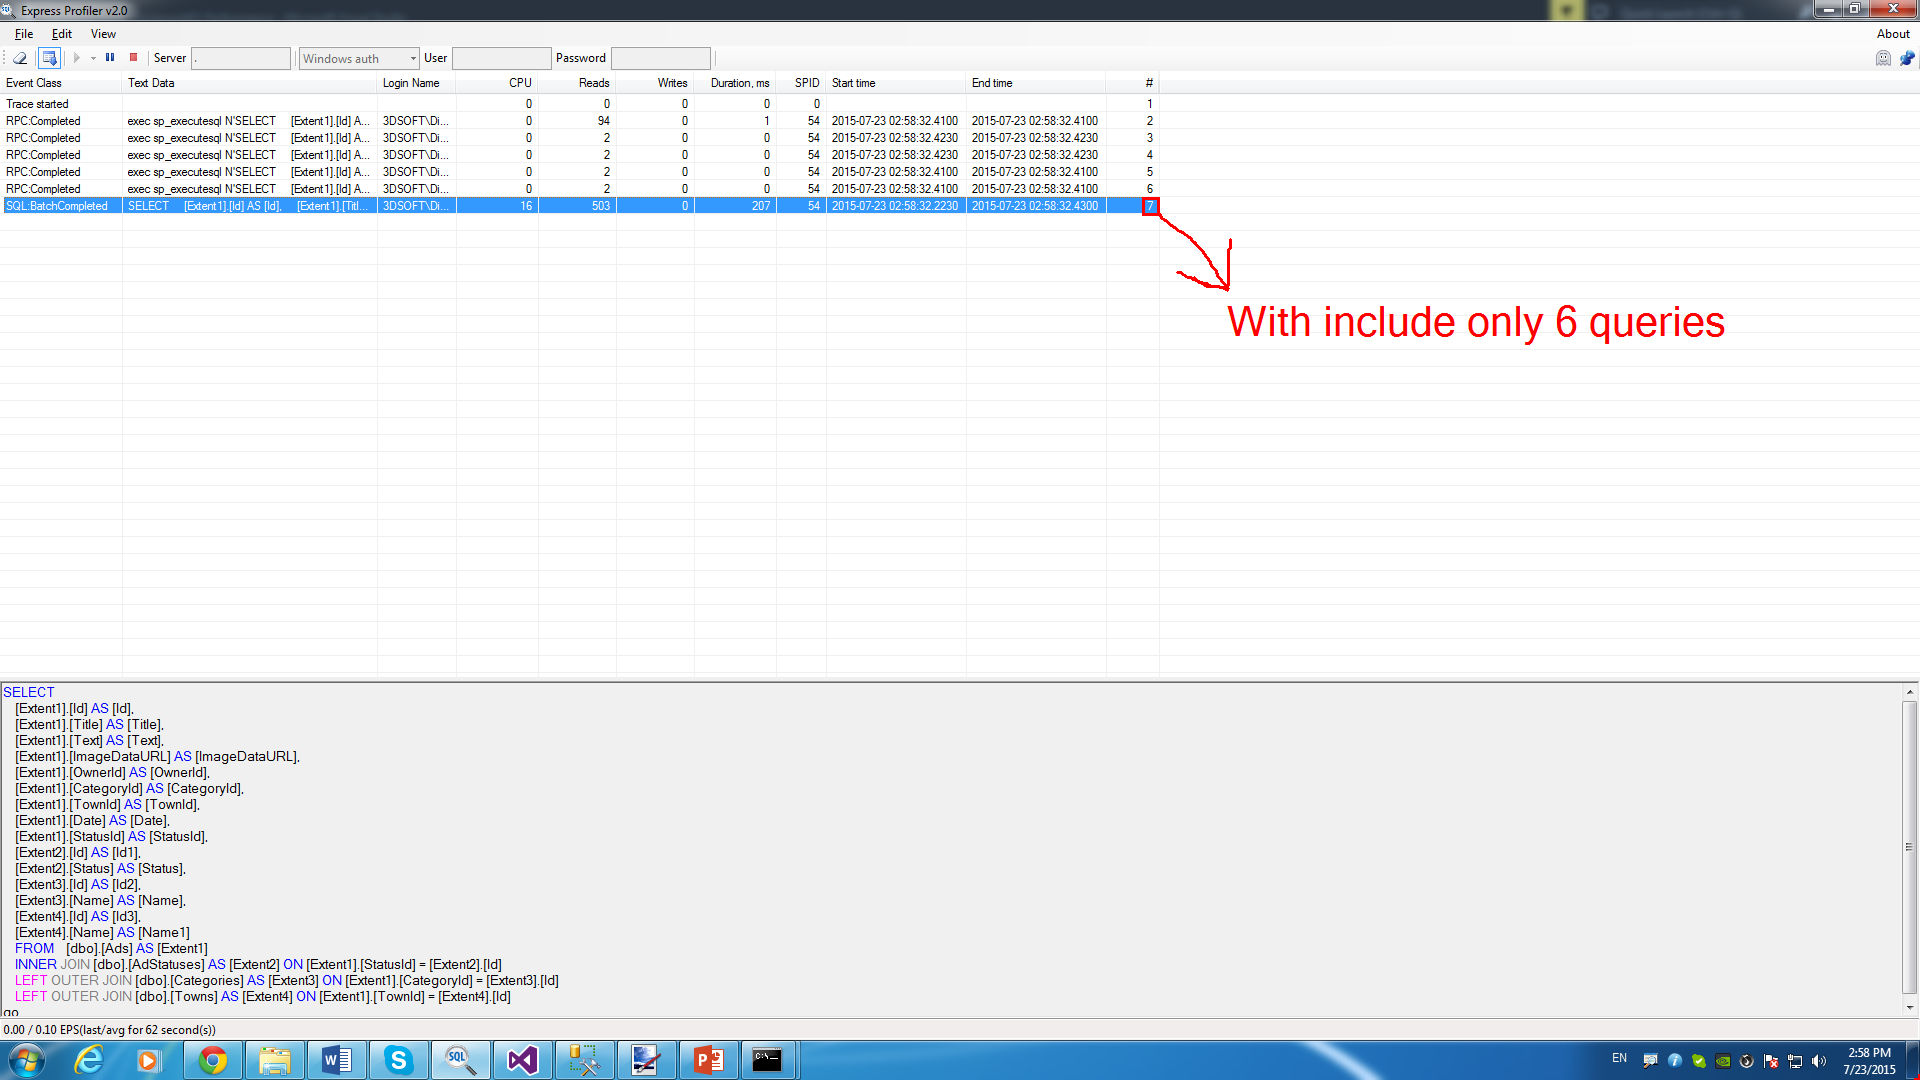 Express Profiler v2.0
File Edit View About
Server . Windows auth User Password
Event Class Text Data Login Name CPU Reads Writes Duration, ms SPID Start time End time #
Trace started 0 0 0 0 0 1
RPC:Completed exec sp_executesql N'SELECT [Extent1].[Id] A... 3DSOFT\Di... 0 94 0 1 54 2015-07-23 02:58:32.4100 2015-07-23 02:58:32.4100 2
RPC:Completed exec sp_executesql N'SELECT [Extent1].[Id] A... 3DSOFT\Di... 0 2 0 0 54 2015-07-23 02:58:32.4230 2015-07-23 02:58:32.4230 3
RPC:Completed exec sp_executesql N'SELECT [Extent1].[Id] A... 3DSOFT\Di... 0 2 0 0 54 2015-07-23 02:58:32.4230 2015-07-23 02:58:32.4230 4
RPC:Completed exec sp_executesql N'SELECT [Extent1].[Id] A... 3DSOFT\Di... 0 2 0 0 54 2015-07-23 02:58:32.4100 2015-07-23 02:58:32.4100 5
RPC:Completed exec sp_executesql N'SELECT [Extent1].[Id] A... 3DSOFT\Di... 0 2 0 0 54 2015-07-23 02:58:32.4100 2015-07-23 02:58:32.4100 6
SQL:BatchCompleted SELECT [Extent1].[Id] AS [Id], [Extent1].[Titl... 3DSOFT\Di... 16 503 0 207 54 2015-07-23 02:58:32.2230 2015-07-23 02:58:32.4300 7
With include only 6 queries
SELECT
[Extent1].[Id] AS [Id],
[Extent1].[Title] AS [Title],
[Extent1].[Text] AS [Text],
[Extent1].[ImageDataURL] AS [ImageDataURL],
[Extent1].[OwnerId] AS [OwnerId],
[Extent1].[CategoryId] AS [CategoryId],
[Extent1].[TownId] AS [TownId],
[Extent1].[Date] AS [Date],
[Extent1].[StatusId] AS [StatusId],
[Extent2].[Id] AS [Id1],
[Extent2].[Status] AS [Status],
[Extent3].[Id] AS [Id2],
[Extent3].[Name] AS [Name],
[Extent4].[Id] AS [Id3],
[Extent4].[Name] AS [Name1]
FROM [dbo].[Ads] AS [Extent1]
INNER JOIN [dbo].[AdStatuses] AS [Extent2] ON [Extent1].[StatusId] = [Extent2].[Id]
LEFT OUTER JOIN [dbo].[Categories] AS [Extent3] ON [Extent1].[CategoryId] = [Extent3].[Id]
LEFT OUTER JOIN [dbo].[Towns] AS [Extent4] ON [Extent1].[TownId] = [Extent4].[Id]
go
0.00 / 0.10 EPS(last/avg for 62 second(s))
SQL
EN
2:58 PM
7/23/2015